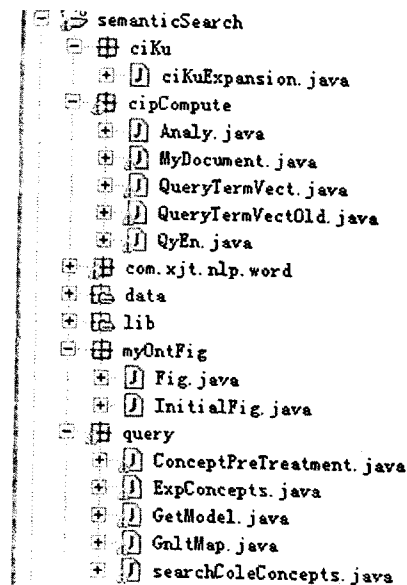 semanticSearch
ciKu
ciKuExpansion.java
cipCompute
Analy.java
MyDocument.java
QueryTermVect.java
QueryTermVectOld.java
QyEn.java
com.xjt.nlp.word
data
lib
myOntFig
Fig.java
InitialFig.java
query
ConceptPreTreatment.java
ExpConcepts.java
GetModel.java
GnltMap.java
searchColeConcepts.java